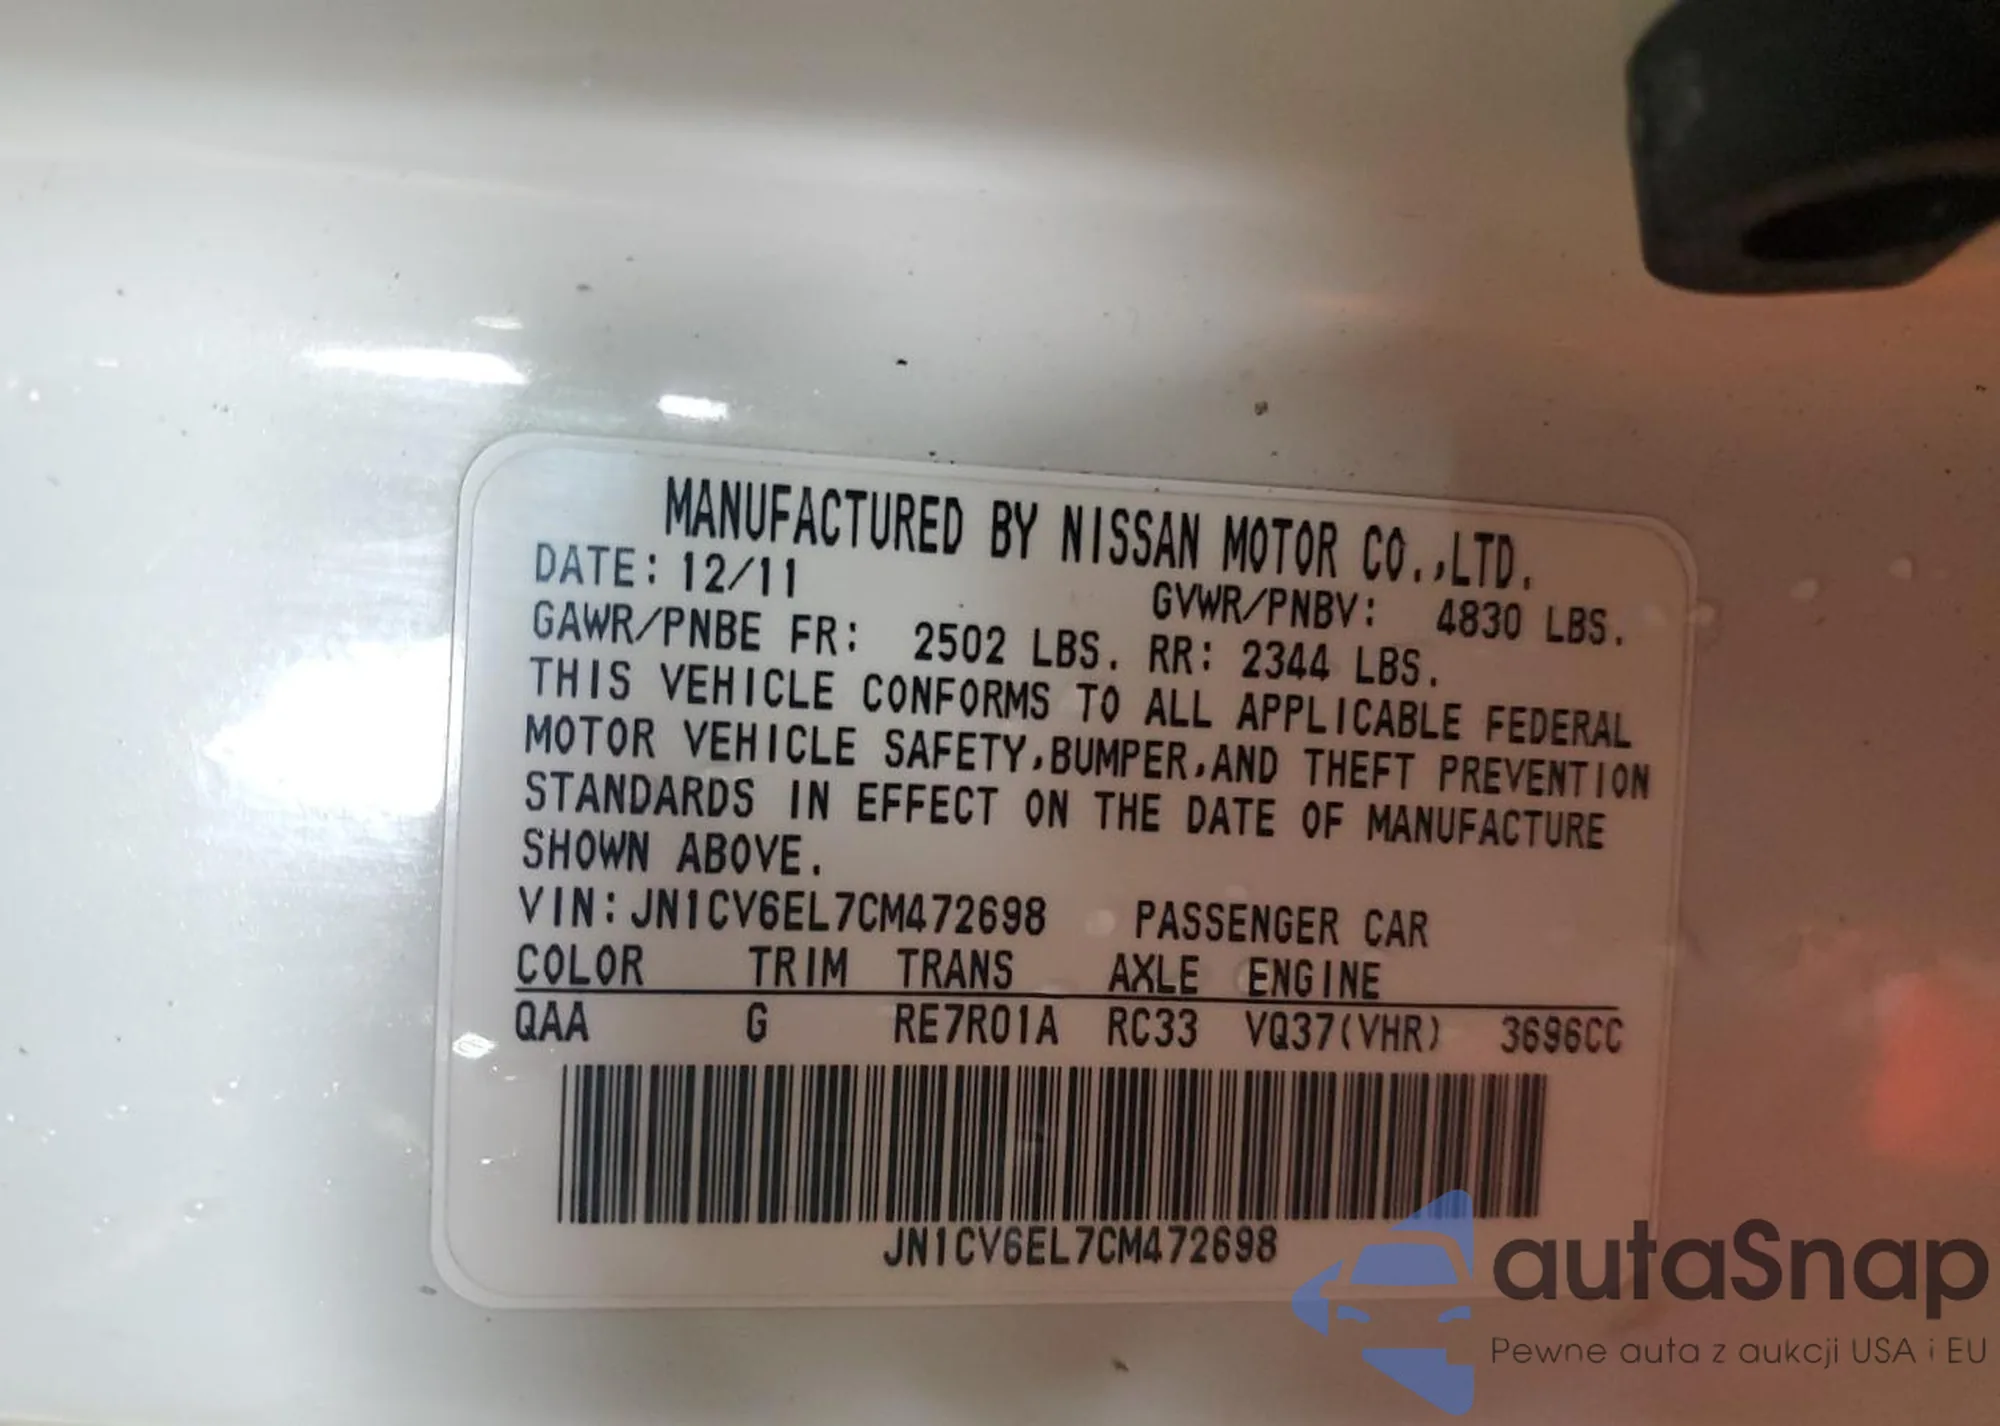 MANUFACTURED BY NISSAN MOTOR CO.,LTD.
DATE: 12/11 GVWR/PNBV: 4830 LBS.
GAWR/PNBE FR: 2502 LBS. RR: 2344 LBS.
THIS VEHICLE CONFORMS TO ALL APPLICABLE FEDERAL
MOTOR VEHICLE SAFETY,BUMPER,AND THEFT PREVENTION
STANDARDS IN EFFECT ON THE DATE OF MANUFACTURE
SHOWN ABOVE.
VIN:JN1CV6EL7CM472698 PASSENGER CAR
COLOR TRIM TRANS AXLE ENGINE
QAA G RE7R01A RC33 VQ37(VHR) 3696CC
JN1CV6EL7CM472698
autaSnap
Pewne auta z aukcji USA i EU